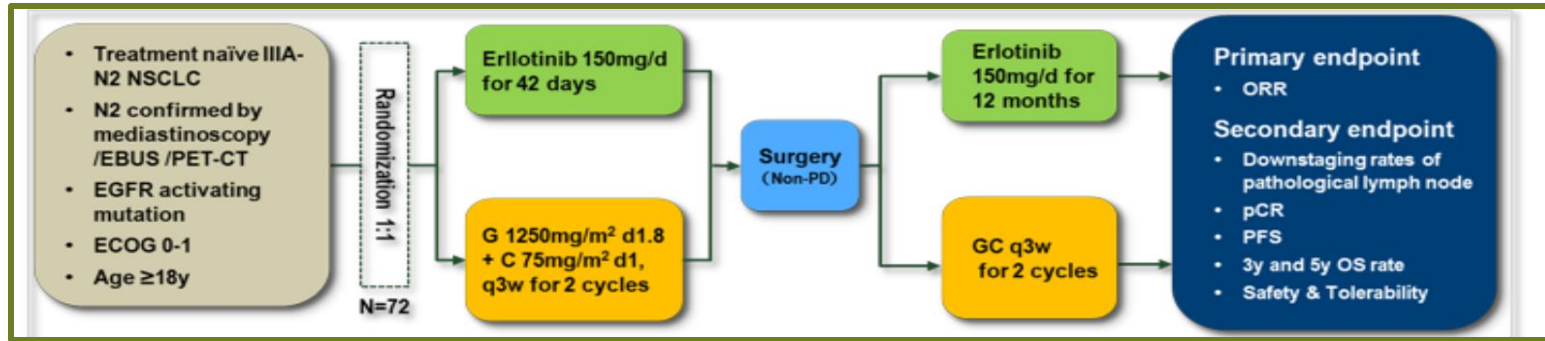 • Treatment naïve IIIA-
N2 NSCLC
• N2 confirmed by
mediastinoscopy
/EBUS /PET-CT
• EGFR activating
mutation
• ECOG 0-1
• Age ≥18y
Randomization 1:1
N=72
Erllotinib 150mg/d
for 42 days
G 1250mg/m² d1.8
+ C 75mg/m² d1,
q3w for 2 cycles
Surgery
（Non-PD）
Erlotinib
150mg/d for
12 months
GC q3w
for 2 cycles
Primary endpoint
• ORR
Secondary endpoint
• Downstaging rates of
pathological lymph node
• pCR
• PFS
• 3y and 5y OS rate
• Safety & Tolerability